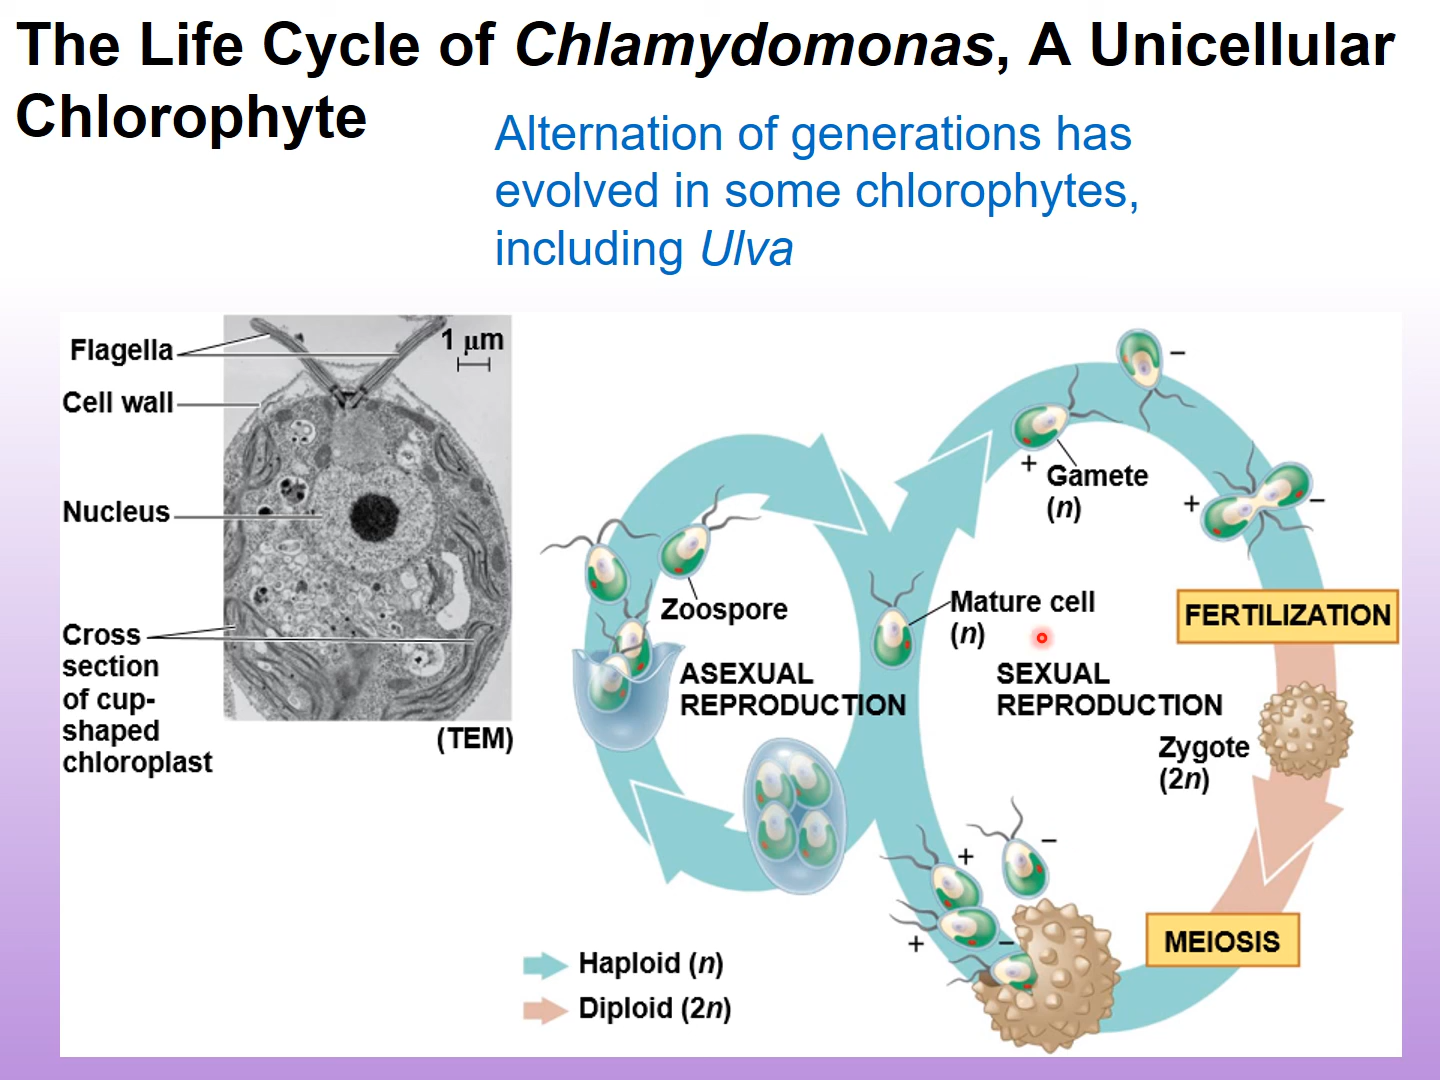 The Life Cycle of Chlamydomonas, A Unicellular
Chlorophyte
Alternation of generations has
evolved in some chlorophytes,
including Ulva
Flagella
1 μm
Cell wall
Nucleus
Cross
section
of cup-
shaped
chloroplast
(TEM)
−
+
Gamete
(n)
+
−
Zoospore
Mature cell
(n)
FERTILIZATION
ASEXUAL
REPRODUCTION
SEXUAL
REPRODUCTION
Zygote
(2n)
+
−
+
−
MEIOSIS
Haploid (n)
Diploid (2n)